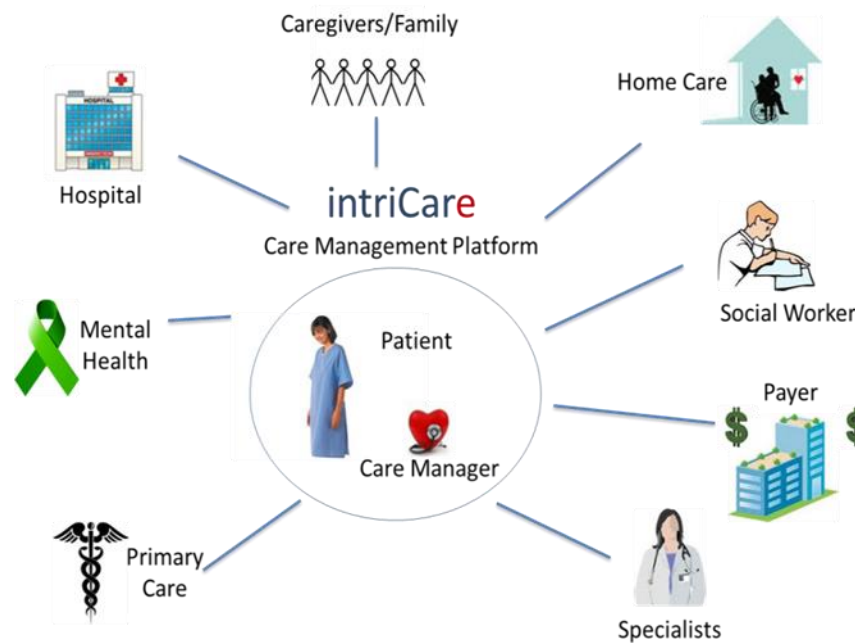 Caregivers/Family
Home Care
HOSPITAL
Hospital
intriCare
Care Management Platform
Social Worker
Mental
Health
Patient
Payer
$ $
Care Manager
Primary
Care
Specialists